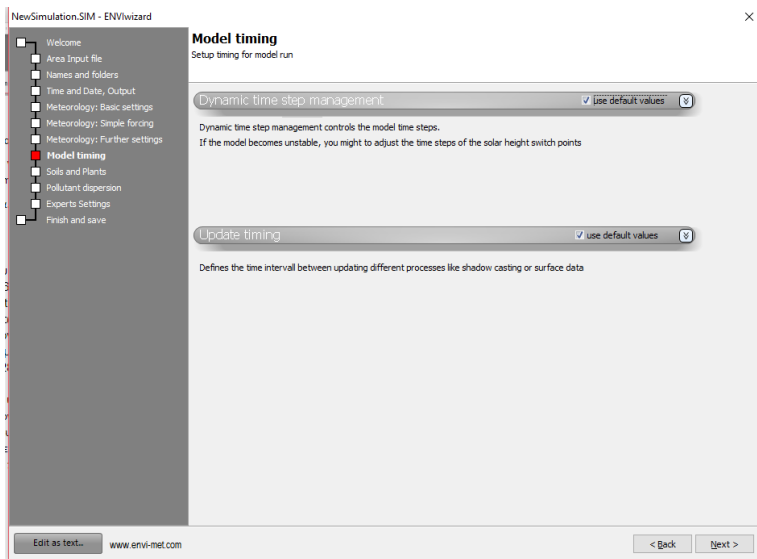 NewSimulation.SIM - ENVIwizard
Welcome
Area Input file
Names and folders
Time and Date, Output
Meteorology: Basic settings
Meteorology: Simple forcing
Meteorology: Further settings
Model timing
Soils and Plants
Pollutant dispersion
Experts Settings
Finish and save
Model timing
Setup timing for model run
Dynamic time step management
use default values
Dynamic time step management controls the model time steps.
If the model becomes unstable, you might to adjust the time steps of the solar height switch points
Update timing
use default values
Defines the time intervall between updating different processes like shadow casting or surface data
Edit as text...
www.envi-met.com
< Back
Next >